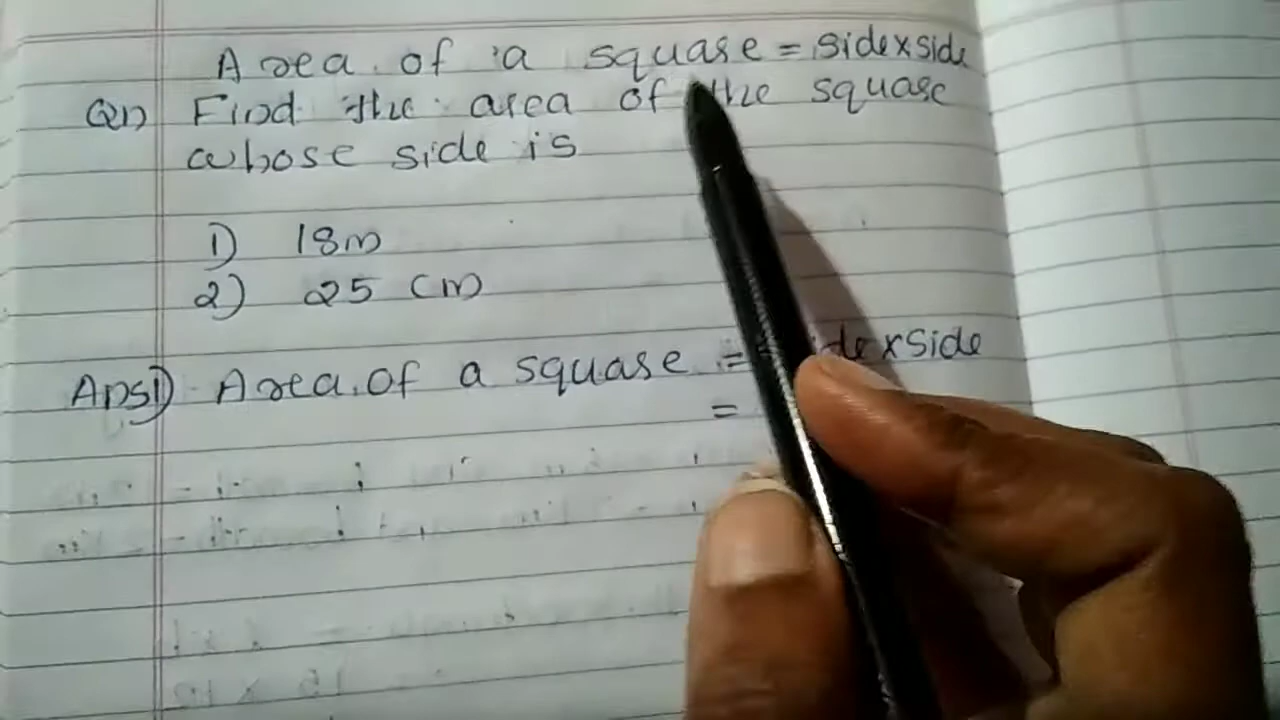 Area of a square = side x side
Q1) Find the area of the square
whose side is
1) 18m
2) 25 cm
Ans1) Area of a square = side x side
=